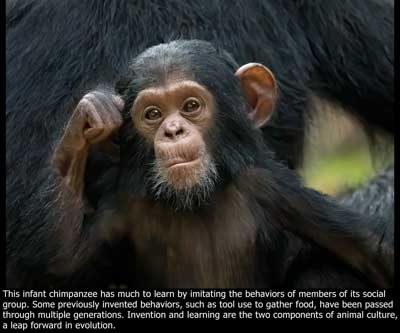 This infant chimpanzee has much to learn by imitating the behaviors of members of its social
group. Some previously invented behaviors, such as tool use to gather food, have been passed
through multiple generations. Invention and learning are the two components of animal culture,
a leap forward in evolution.